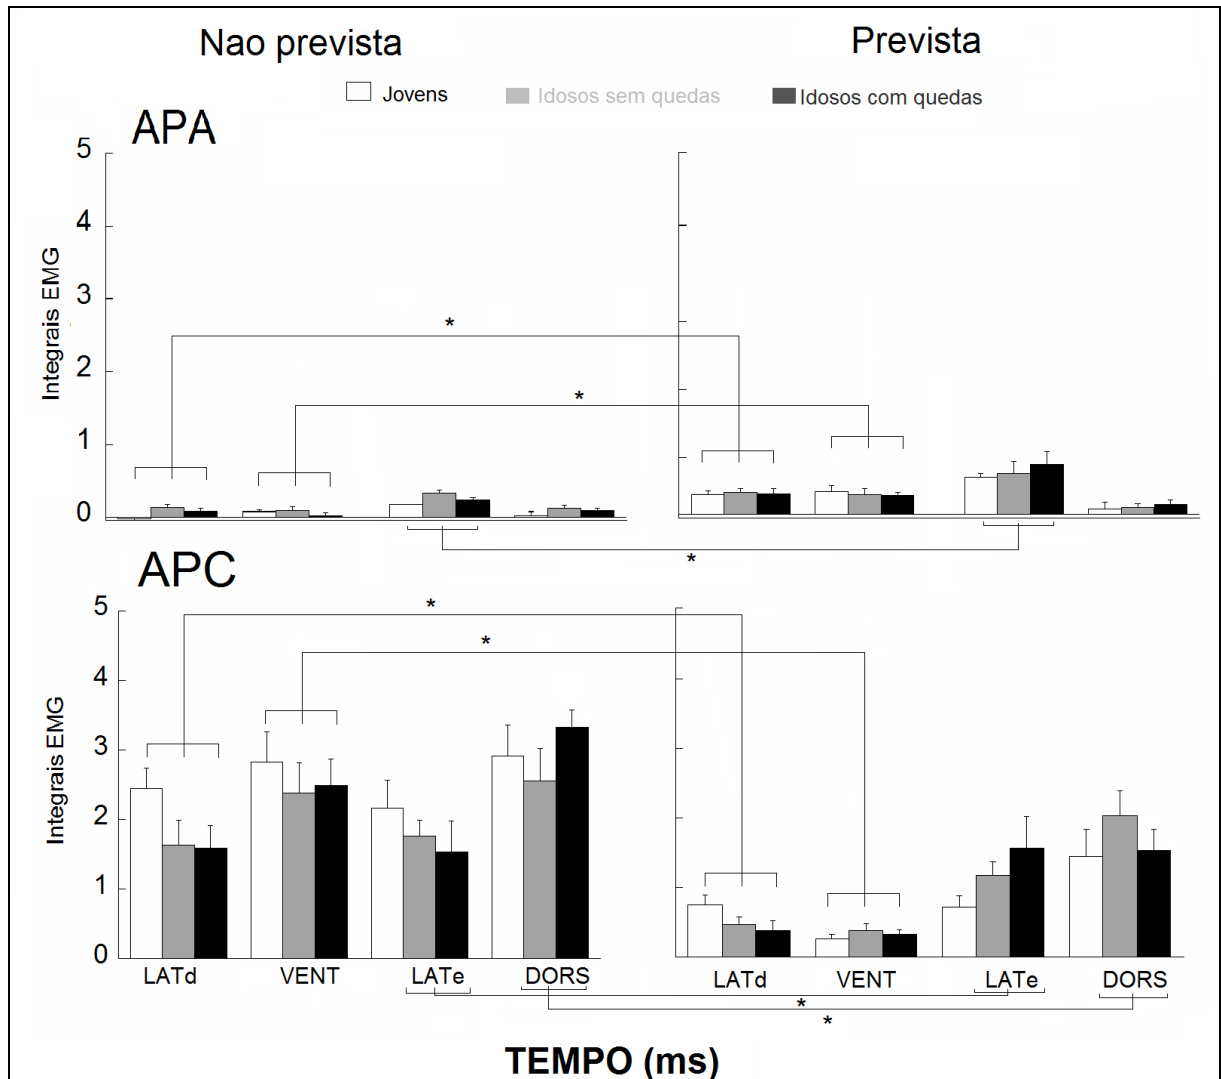 Nao prevista
Prevista
Jovens
Idosos sem quedas
Idosos com quedas
APA
5
4
3
2
1
0
Integrais EMG
*
*
*
APC
5
4
3
2
1
0
Integrais EMG
*
*
LATd VENT LATe DORS
LATd VENT LATe DORS
*
*
TEMPO (ms)